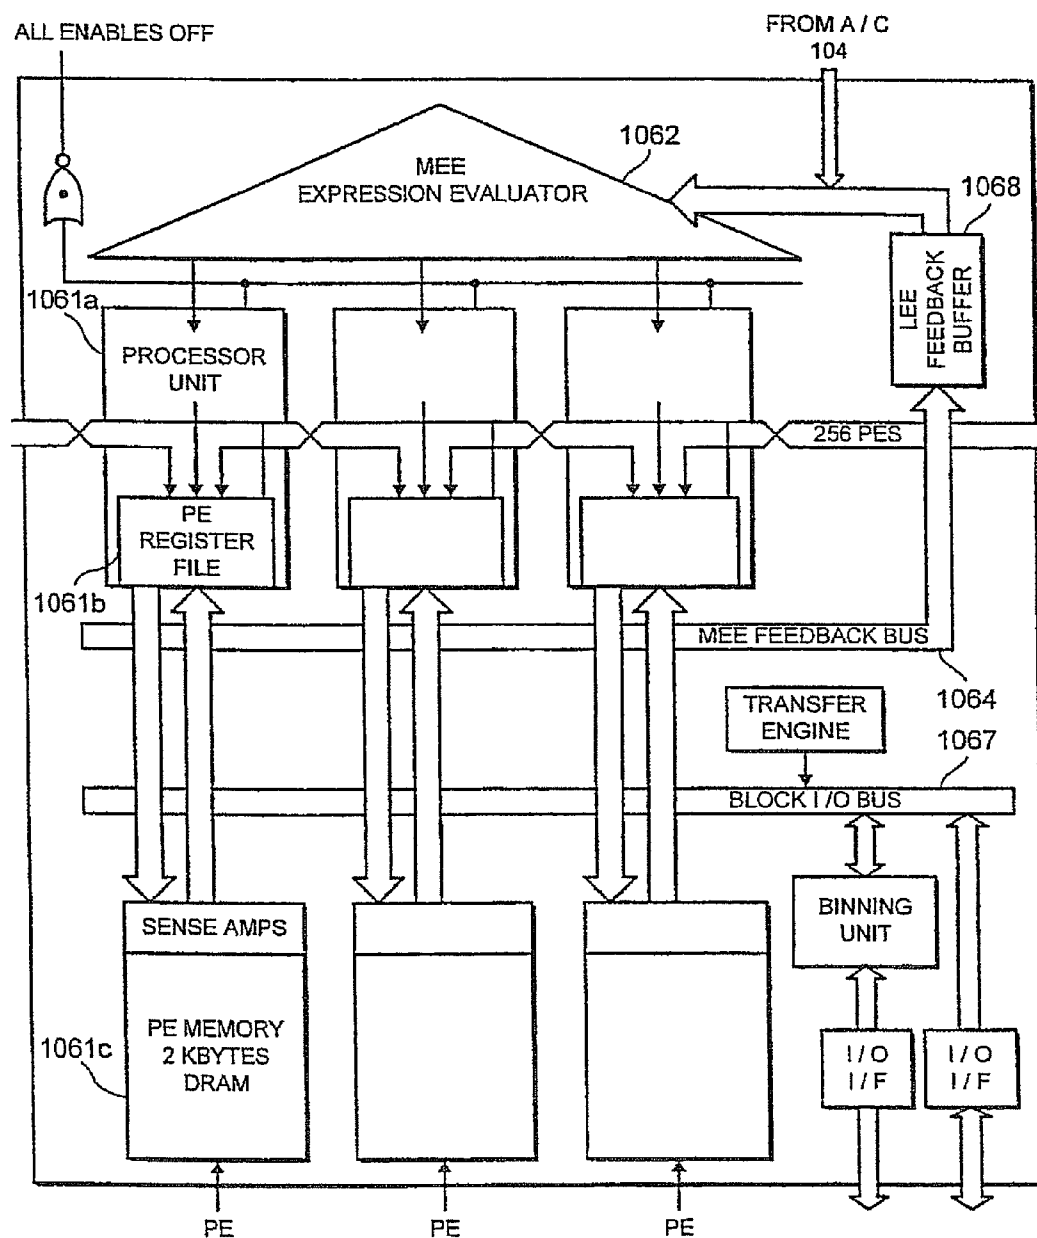 ALL ENABLES OFF
FROM A / C
104
1062
MEE
EXPRESSION EVALUATOR
1068
LEE
FEEDBACK
BUFFER
1061a
PROCESSOR
UNIT
256 PES
PE
REGISTER
FILE
1061b
MEE FEEDBACK BUS
1064
TRANSFER
ENGINE
1067
BLOCK I / O BUS
SENSE AMPS
BINNING
UNIT
PE MEMORY
2 KBYTES
DRAM
1061c
I / O
I / F
I / O
I / F
PE
PE
PE